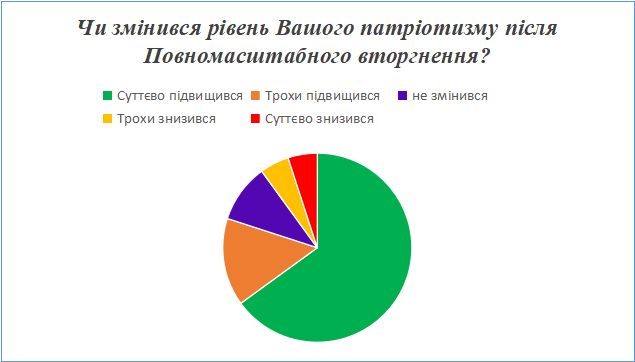 Чи змінився рівень Вашого патріотизму після
Повномасштабного вторгнення?
Суттєво підвищився Трохи підвищився не змінився
Трохи знизився Суттєво знизився